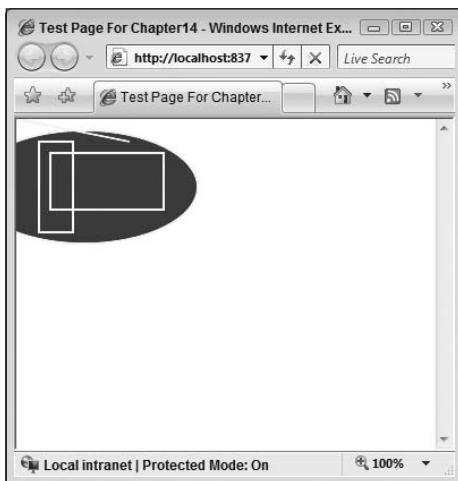 Test Page For Chapter14 - Windows Internet Ex...
http://localhost:837
Live Search
Test Page For Chapter...
»
Local intranet | Protected Mode: On
100%